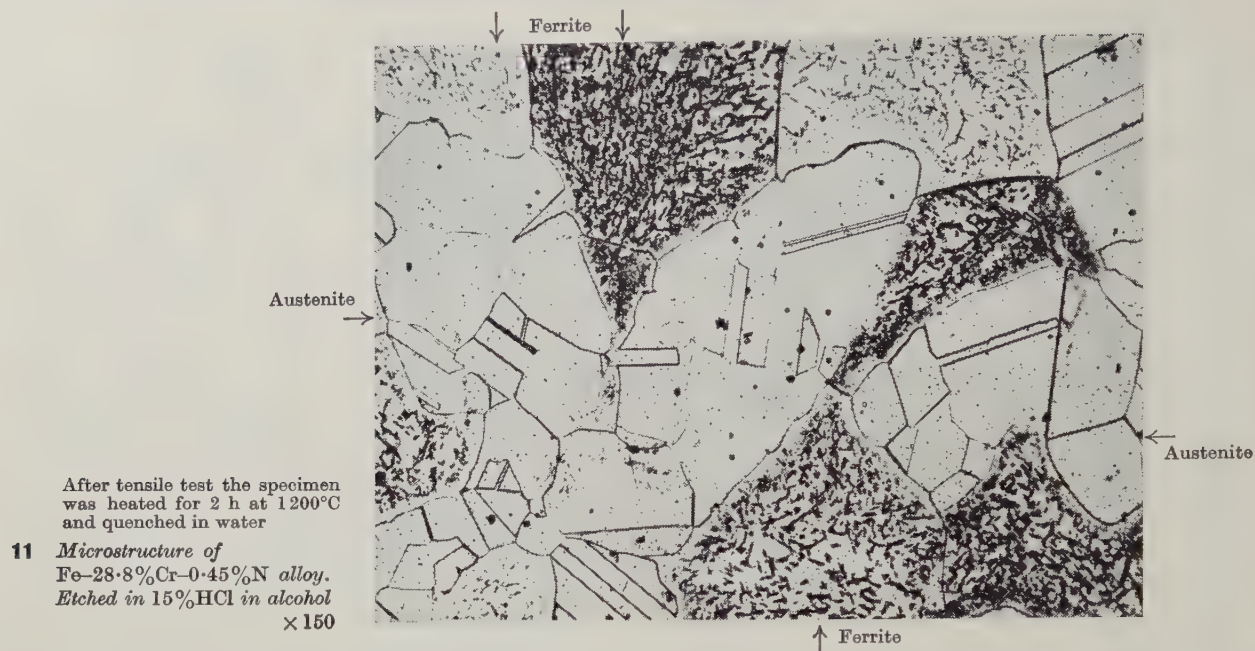 Ferrite
Austenite
Austenite
After tensile test the specimen
was heated for 2 h at 1200°C
and quenched in water
11 Microstructure of
Fe–28·8%Cr–0·45%N alloy.
Etched in 15%HCl in alcohol
× 150
Ferrite